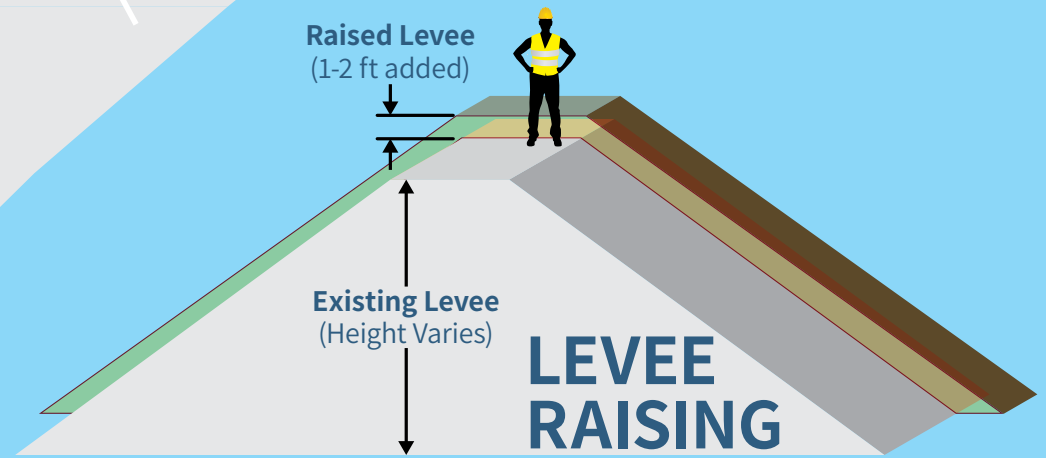 Raised Levee
(1-2 ft added)
Existing Levee
(Height Varies)
LEVEE
RAISING